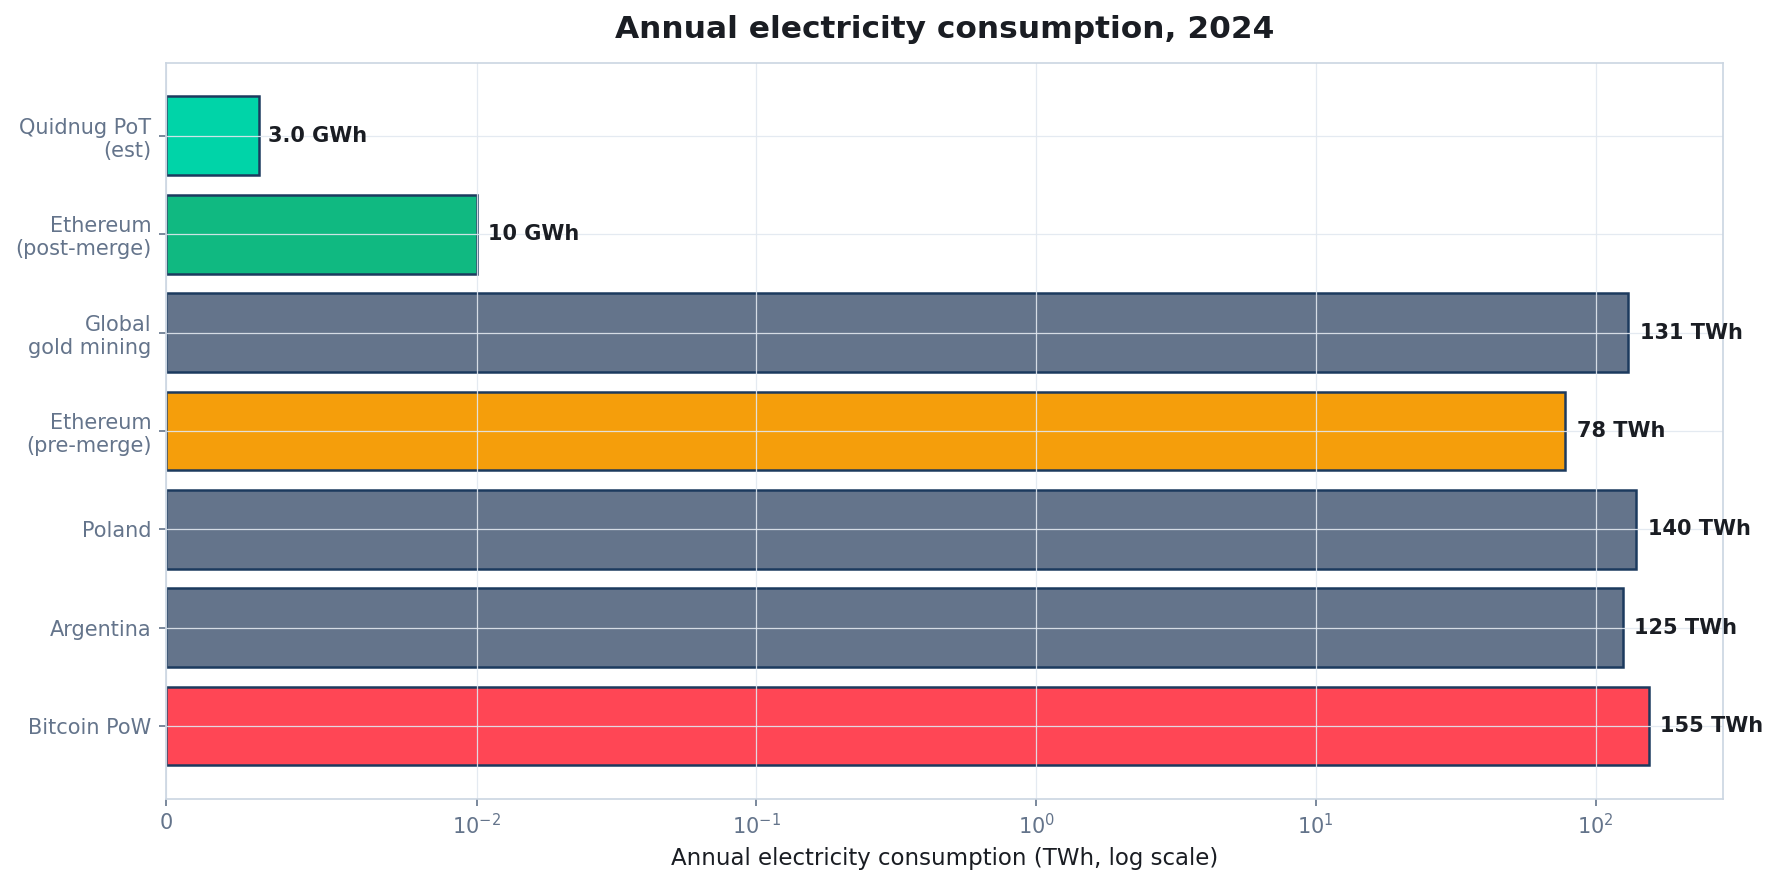 Annual electricity consumption, 2024
Quidnug PoT
(est)
3.0 GWh
Ethereum
(post-merge)
10 GWh
Global
gold mining
131 TWh
Ethereum
(pre-merge)
78 TWh
Poland
140 TWh
Argentina
125 TWh
Bitcoin PoW
155 TWh
0 10⁻² 10⁻¹ 10⁰ 10¹ 10²
Annual electricity consumption (TWh, log scale)